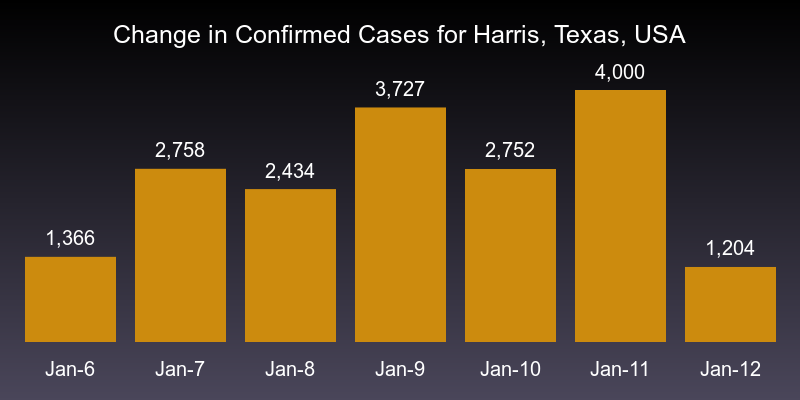 Change in Confirmed Cases for Harris, Texas, USA
1,366
2,758
2,434
3,727
2,752
4,000
1,204
Jan-6
Jan-7
Jan-8
Jan-9
Jan-10
Jan-11
Jan-12